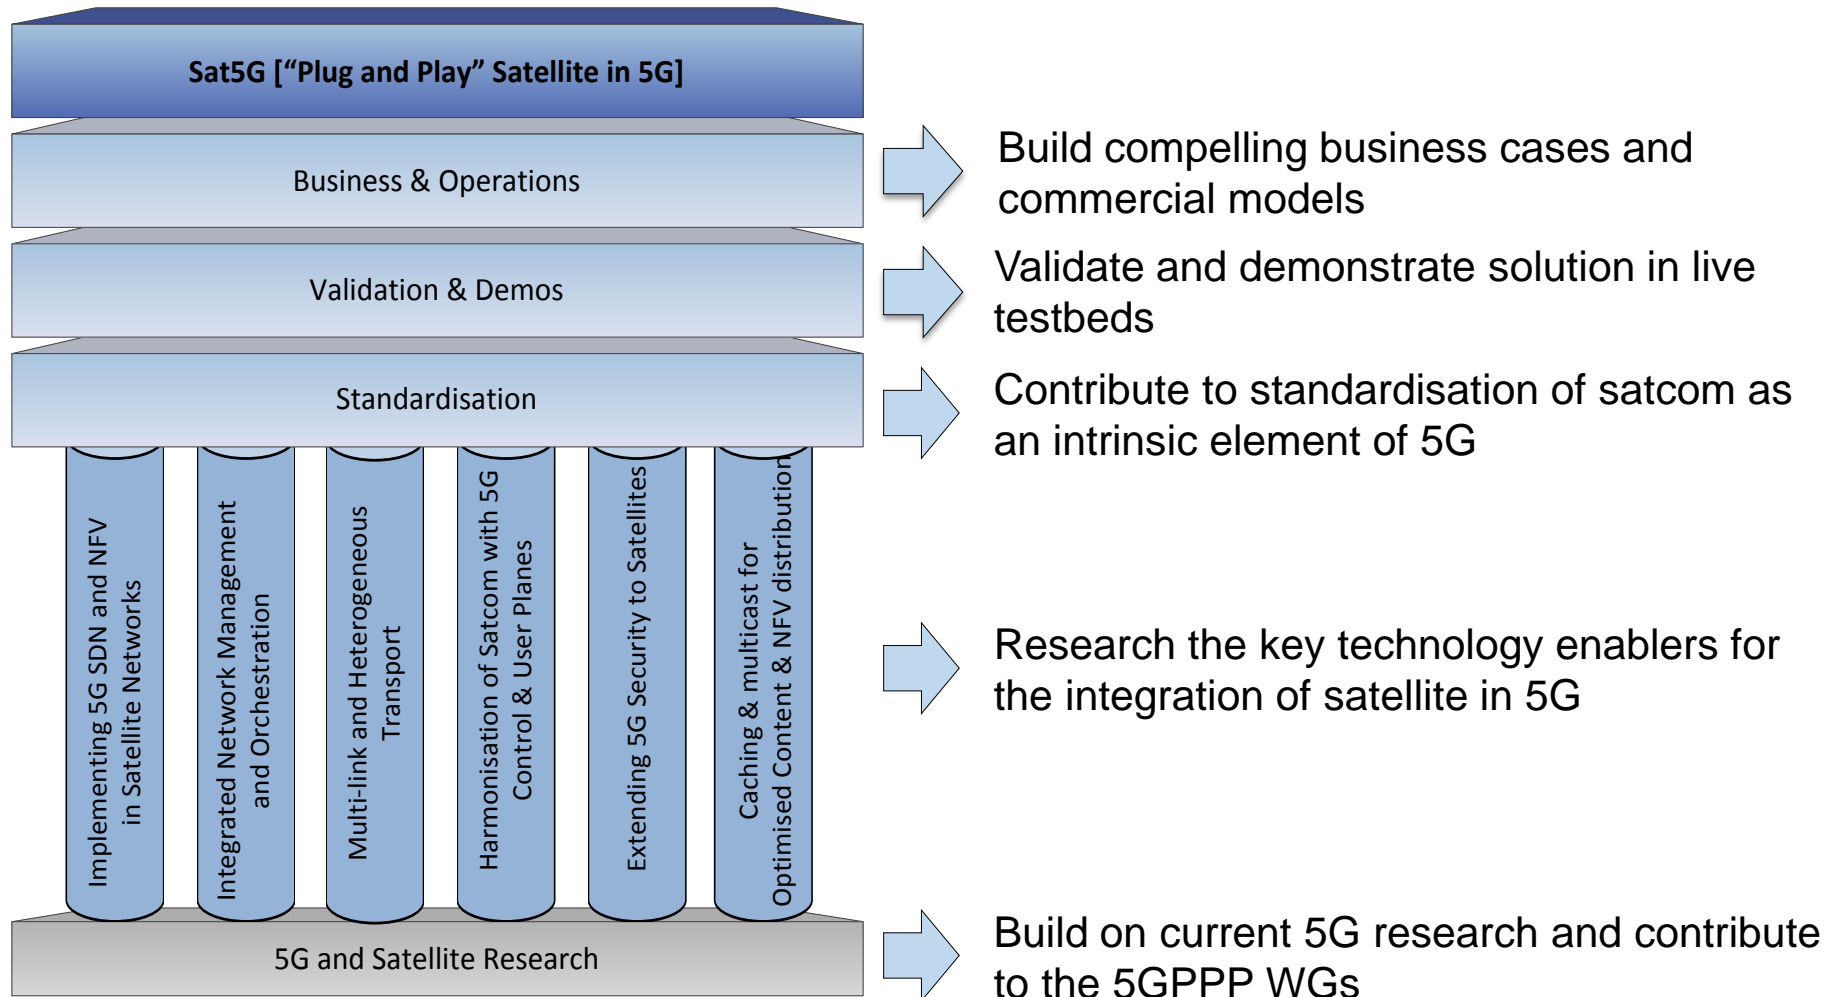 Sat5G [“Plug and Play” Satellite in 5G]
Business & Operations
Build compelling business cases and
commercial models
Validation & Demos
Validate and demonstrate solution in live
testbeds
Standardisation
Contribute to standardisation of satcom as
an intrinsic element of 5G
Implementing 5G SDN and NFV
in Satellite Networks
Integrated Network Management
and Orchestration
Multi-link and Heterogeneous
Transport
Harmonisation of Satcom with 5G
Control & User Planes
Extending 5G Security to Satellites
Caching & multicast for
Optimised Content & NFV distribution
Research the key technology enablers for
the integration of satellite in 5G
5G and Satellite Research
Build on current 5G research and contribute
to the 5GPPP WGs